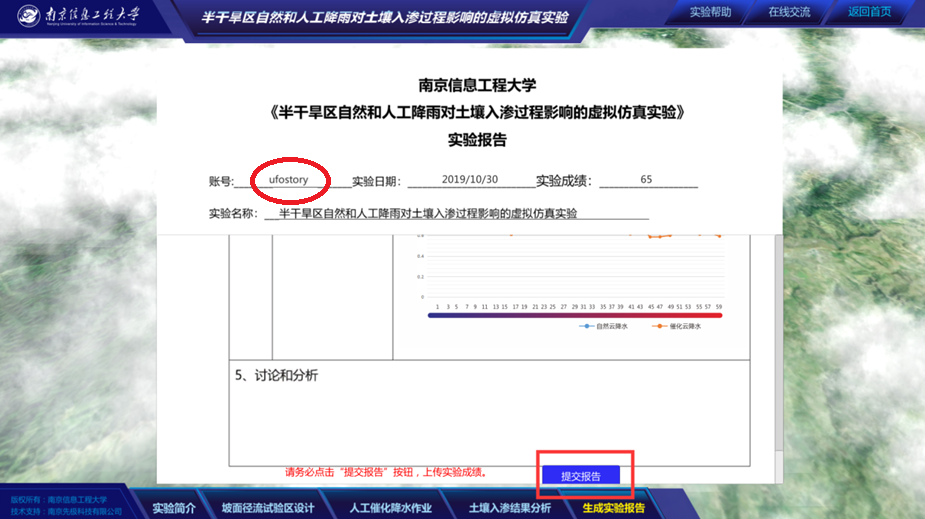 南京信息工程大学
Nanjing University of Information Science & Technology
半干旱区自然和人工降雨对土壤入渗过程影响的虚拟仿真实验
实验帮助 在线交流 返回首页
南京信息工程大学
《半干旱区自然和人工降雨对土壤入渗过程影响的虚拟仿真实验》
实验报告
账号: ufostory 实验日期: 2019/10/30 实验成绩: 65
实验名称: 半干旱区自然和人工降雨对土壤入渗过程影响的虚拟仿真实验
0.4
0.2
0
1 3 5 7 9 11 13 15 17 19 21 23 25 27 29 31 33 35 37 39 41 43 45 47 49 51 53 55 57 59
自然云降水 催化云降水
5、讨论和分析
请务必点击“提交报告”按钮，上传实验成绩。
提交报告
版权所有：南京信息工程大学
技术支持：南京先极科技有限公司
实验简介 坡面径流试验区设计 人工催化降水作业 土壤入渗结果分析 生成实验报告